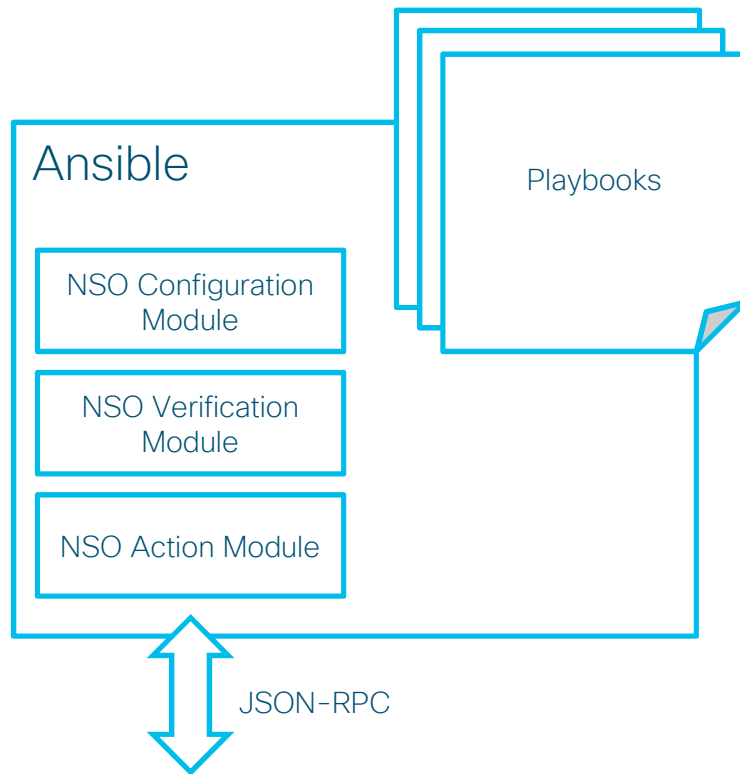 Ansible
Playbooks
NSO Configuration
Module
NSO Verification
Module
NSO Action Module
JSON-RPC